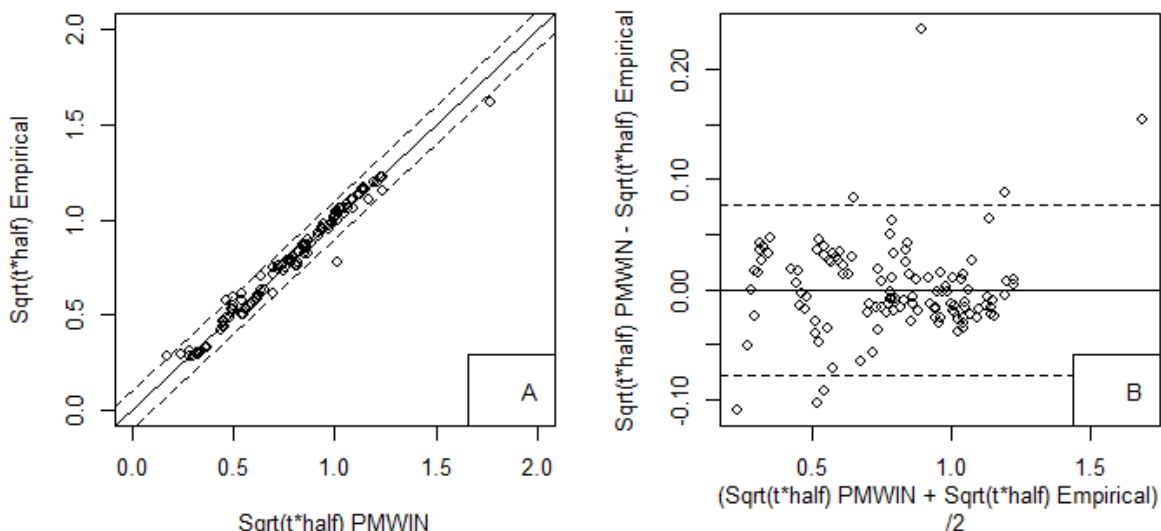 Sqrt(t*half) Empirical
2.0
1.5
1.0
0.5
0.0
0.0 0.5 1.0 1.5 2.0
Sqrt(t*half) PMWIN
A
Sqrt(t*half) PMWIN - Sqrt(t*half) Empirical
0.20
0.10
0.00
-0.10
0.5 1.0 1.5
(Sqrt(t*half) PMWIN + Sqrt(t*half) Empirical)
/2
B